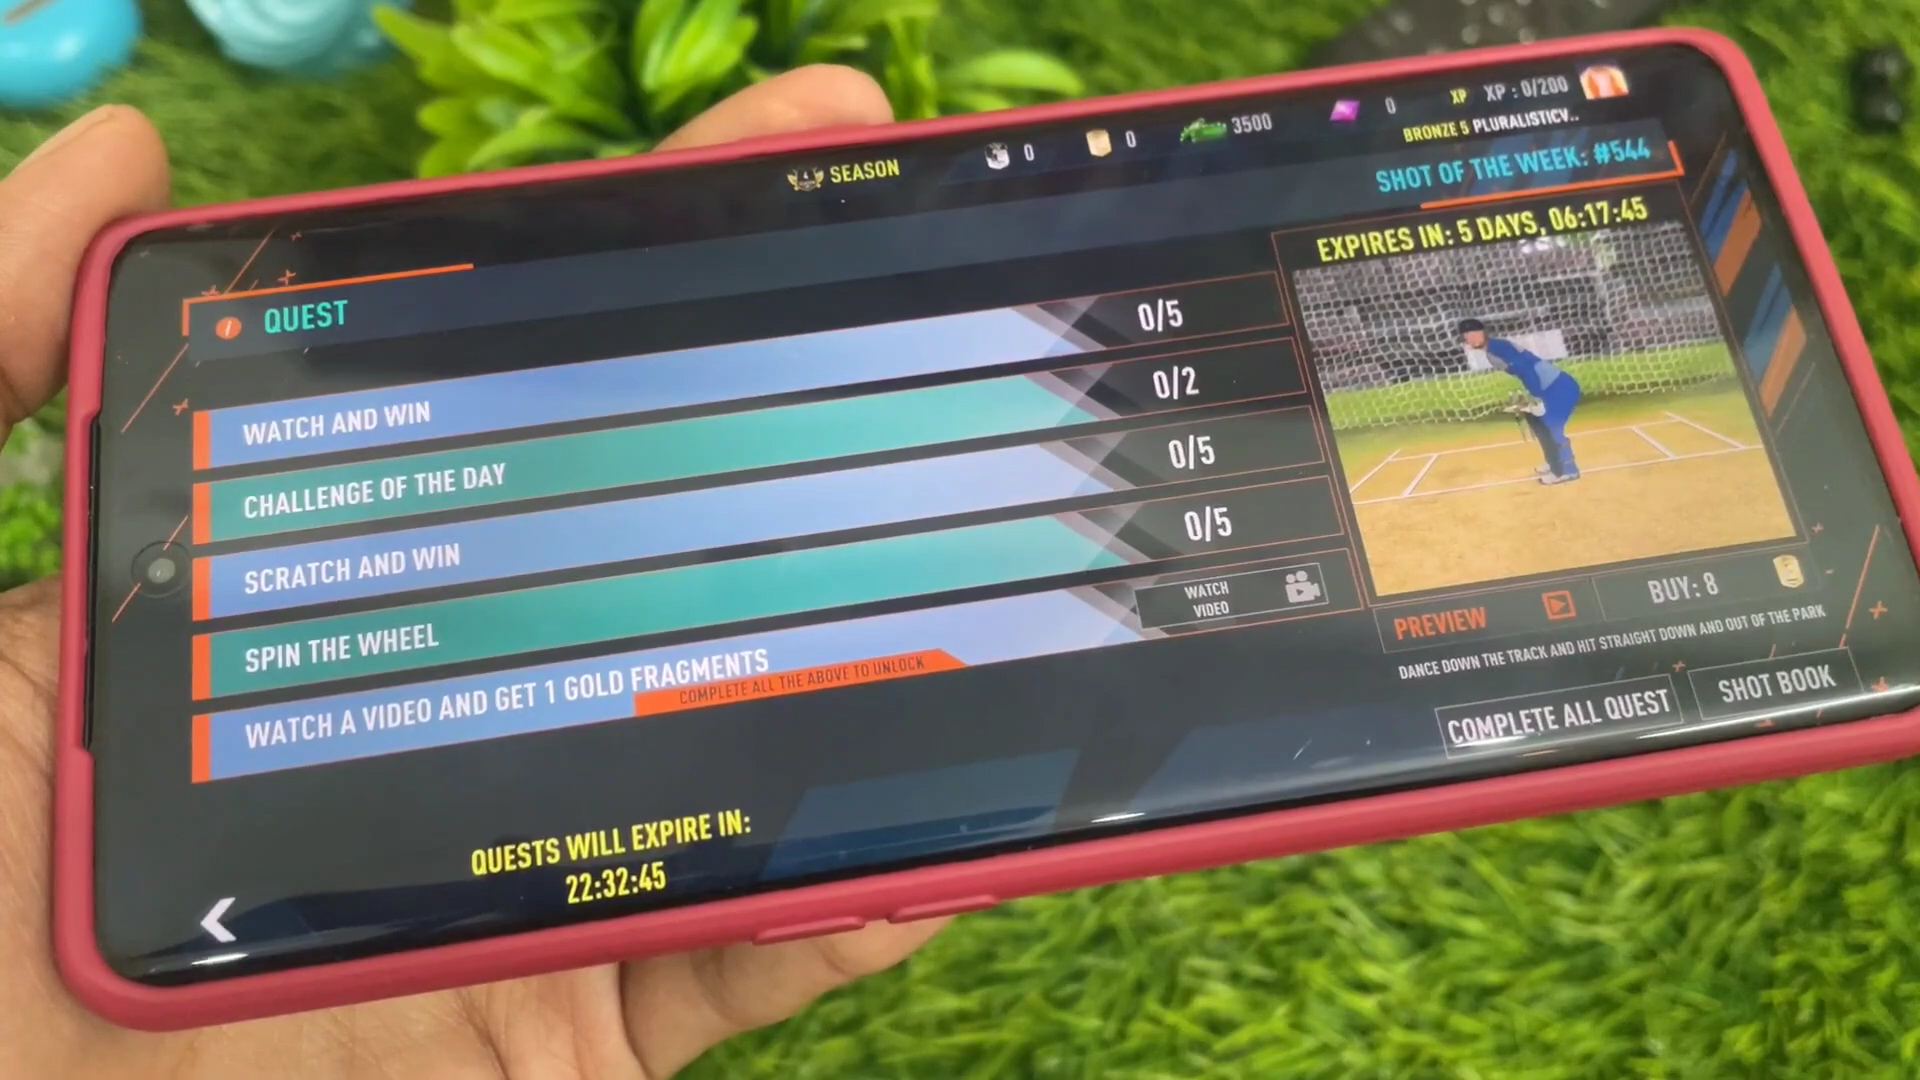 SEASON
0
0
3500
0
XP XP : 0/200
BRONZE 5 PLURALISTICV..
QUEST
WATCH AND WIN 0/5
CHALLENGE OF THE DAY 0/2
SCRATCH AND WIN 0/5
SPIN THE WHEEL 0/5
WATCH A VIDEO AND GET 1 GOLD FRAGMENTS
WATCH
VIDEO
COMPLETE ALL THE ABOVE TO UNLOCK
QUESTS WILL EXPIRE IN:
22:32:45
SHOT OF THE WEEK: #544
EXPIRES IN: 5 DAYS, 06:17:45
PREVIEW
BUY: 8
DANCE DOWN THE TRACK AND HIT STRAIGHT DOWN AND OUT OF THE PARK
COMPLETE ALL QUEST
SHOT BOOK